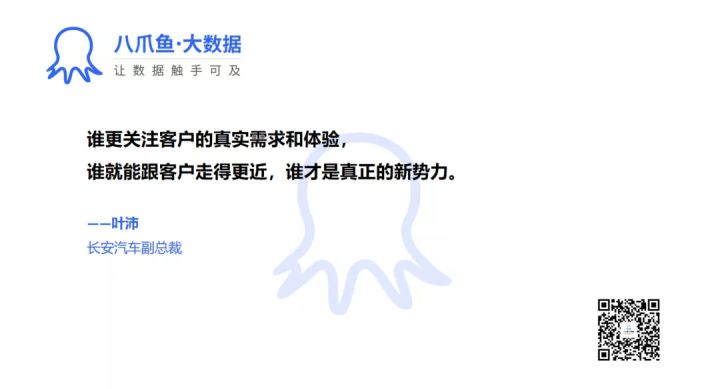 八爪鱼·大数据
让数据触手可及
谁更关注客户的真实需求和体验，
谁就能跟客户走得更近，谁才是真正的新势力。
——叶沛
长安汽车副总裁